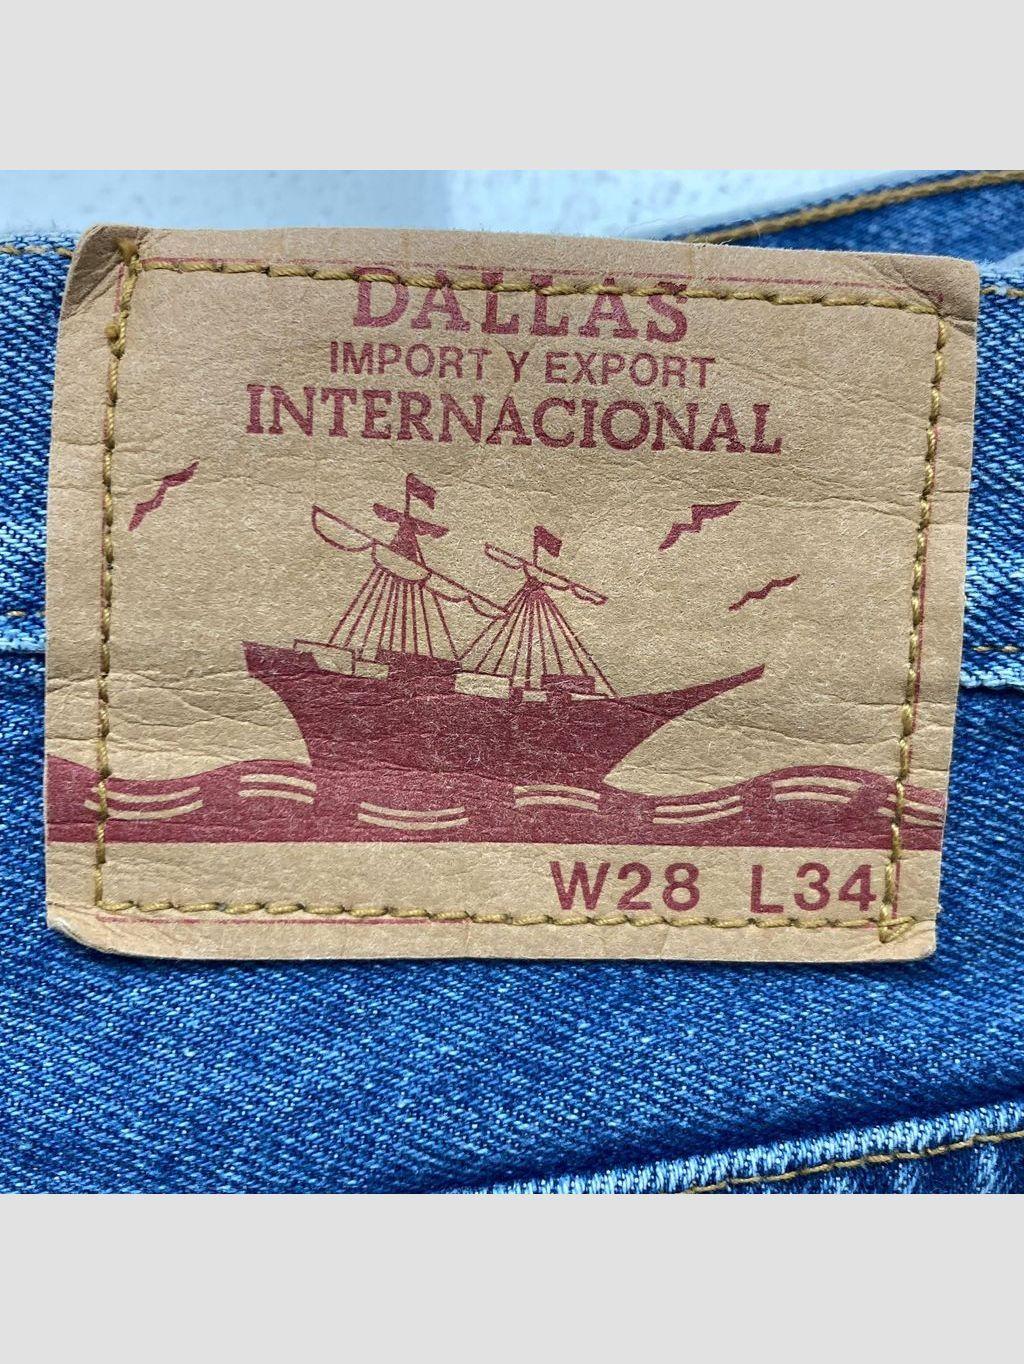 DALLAS
IMPORT Y EXPORT
INTERNACIONAL
W28 L34